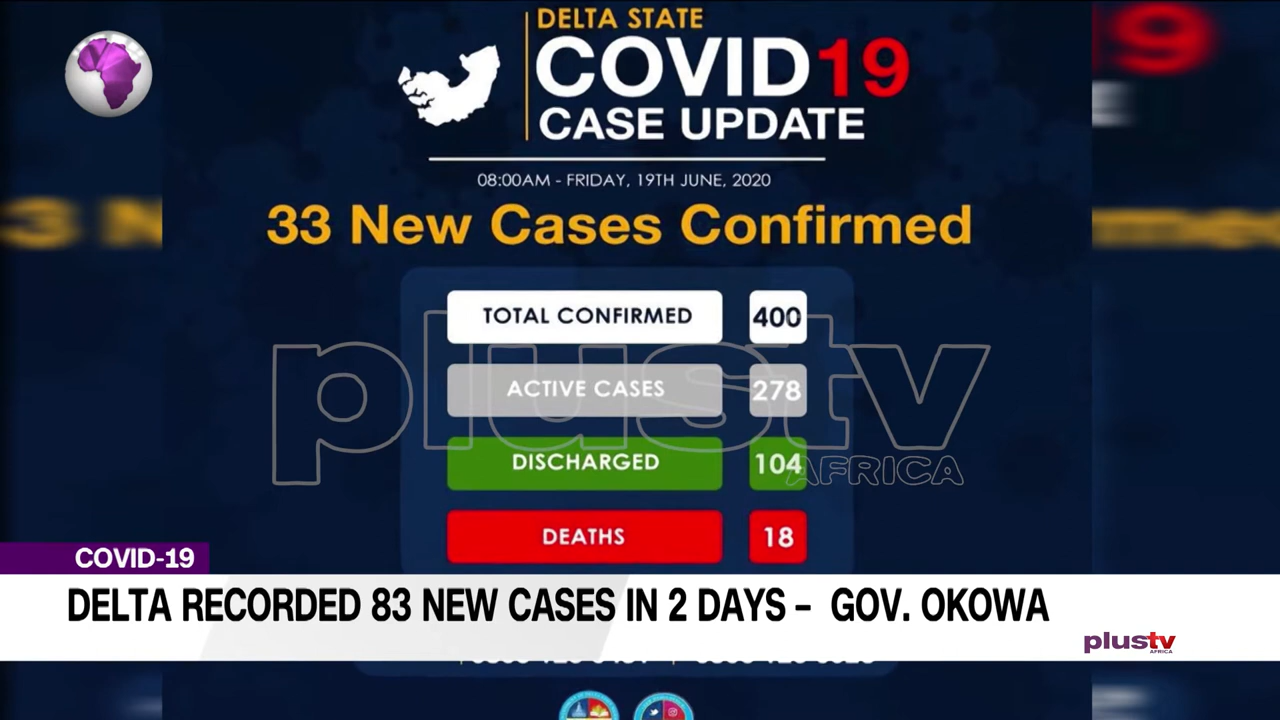 DELTA STATE
COVID19
CASE UPDATE
08:00AM - FRIDAY, 19TH JUNE, 2020
33 New Cases Confirmed
TOTAL CONFIRMED 400
ACTIVE CASES 278
DISCHARGED 104
DEATHS 18
plustv
AFRICA
COVID-19
DELTA RECORDED 83 NEW CASES IN 2 DAYS – GOV. OKOWA
plustv
AFRICA